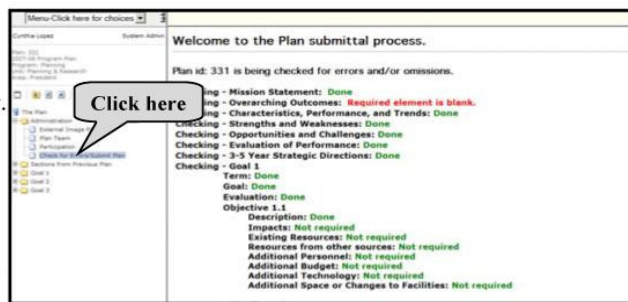 Menu-Click here for choices
Cynthia Lopez System Admin
Plan: 331
2007-08 Program Plan
Program: Planning
Unit: Planning & Research
Area: President
The Plan
Administration
External Image
Plan Team
Participation
Check for Errors/Submit Plan
Sections From Previous Plan
Goal 1
Goal 2
Goal 3
Click here
Welcome to the Plan submittal process.
Plan id: 331 is being checked for errors and/or omissions.
Checking - Mission Statement: Done
Checking - Overarching Outcomes: Required element is blank.
Checking - Characteristics, Performance, and Trends: Done
Checking - Strengths and Weaknesses: Done
Checking - Opportunities and Challenges: Done
Checking - Evaluation of Performance: Done
Checking - 3-5 Year Strategic Directions: Done
Checking - Goal 1
Term: Done
Goal: Done
Evaluation: Done
Objective 1.1
Description: Done
Impacts: Not required
Existing Resources: Not required
Resources from other sources: Not required
Additional Personnel: Not required
Additional Budget: Not required
Additional Technology: Not required
Additional Space or Changes to Facilities: Not required